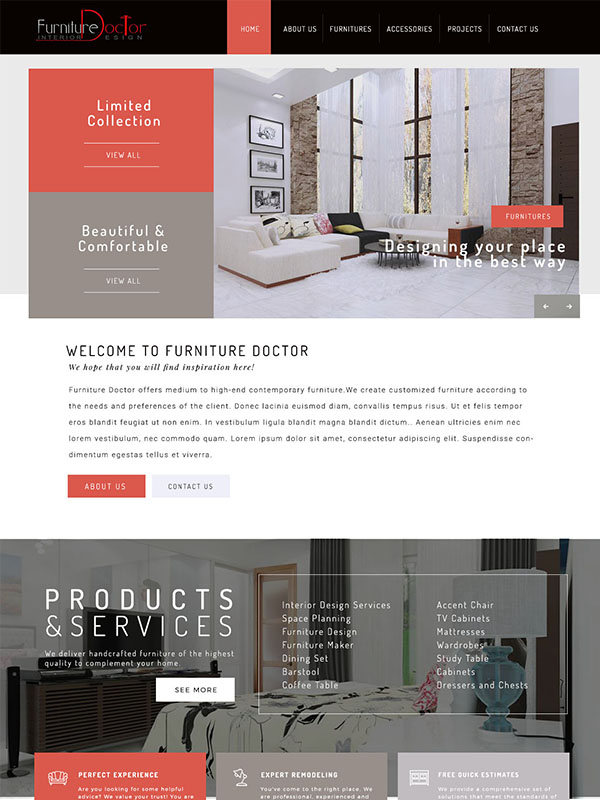 Furniture Doctor
INTERIOR DESIGN
HOME ABOUT US FURNITURES ACCESSORIES PROJECTS CONTACT US
Limited
Collection
VIEW ALL
Beautiful &
Comfortable
VIEW ALL
FURNITURES
Designing your place
in the best way
WELCOME TO FURNITURE DOCTOR
We hope that you will find inspiration here!
Furniture Doctor offers medium to high-end contemporary furniture.We create customized furniture according to
the needs and preferences of the client. Donec lacinia euismod diam, convallis tempus risus. Ut et felis tempor
eros blandit feugiat ut non enim. In vestibulum ligula blandit magna blandit dictum.. Aenean ultricies enim nec
lorem vestibulum, nec commodo quam. Lorem ipsum dolor sit amet, consectetur adipiscing elit. Suspendisse con-
dimentum egestas tellus et viverra.
ABOUT US CONTACT US
PRODUCTS
&SERVICES
We deliver handcrafted furniture of the highest
quality to complement your home.
SEE MORE
Interior Design Services
Space Planning
Furniture Design
Furniture Maker
Dining Set
Barstool
Coffee Table
Accent Chair
TV Cabinets
Mattresses
Wardrobes
Study Table
Cabinets
Dressers and Chests
PERFECT EXPERIENCE
Are you looking for some helpful
advice? We value your trust! You are
EXPERT REMODELING
You've come to the right place. We
are professional, experienced and
FREE QUICK ESTIMATES
We provide a comprehensive set of
solutions that meet the standards of